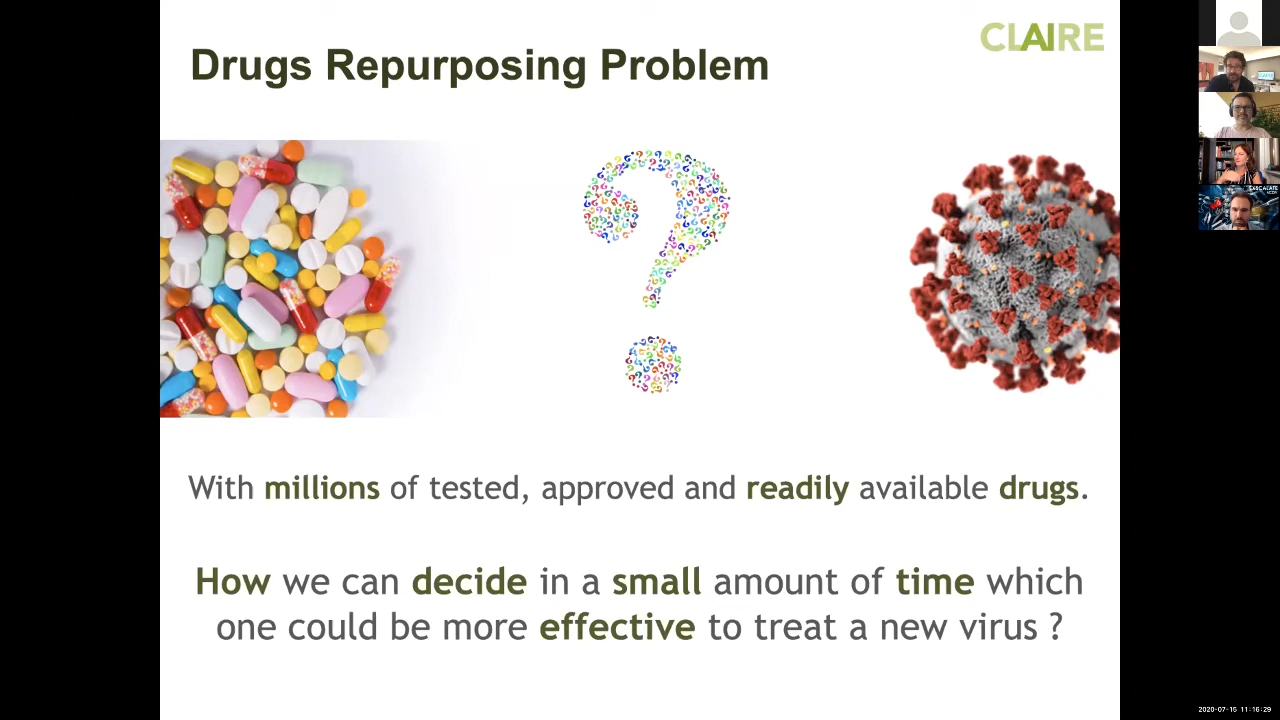 CLAIRE
Drugs Repurposing Problem
With millions of tested, approved and readily available drugs.
How we can decide in a small amount of time which
one could be more effective to treat a new virus ?
2020-07-15 11:16:29